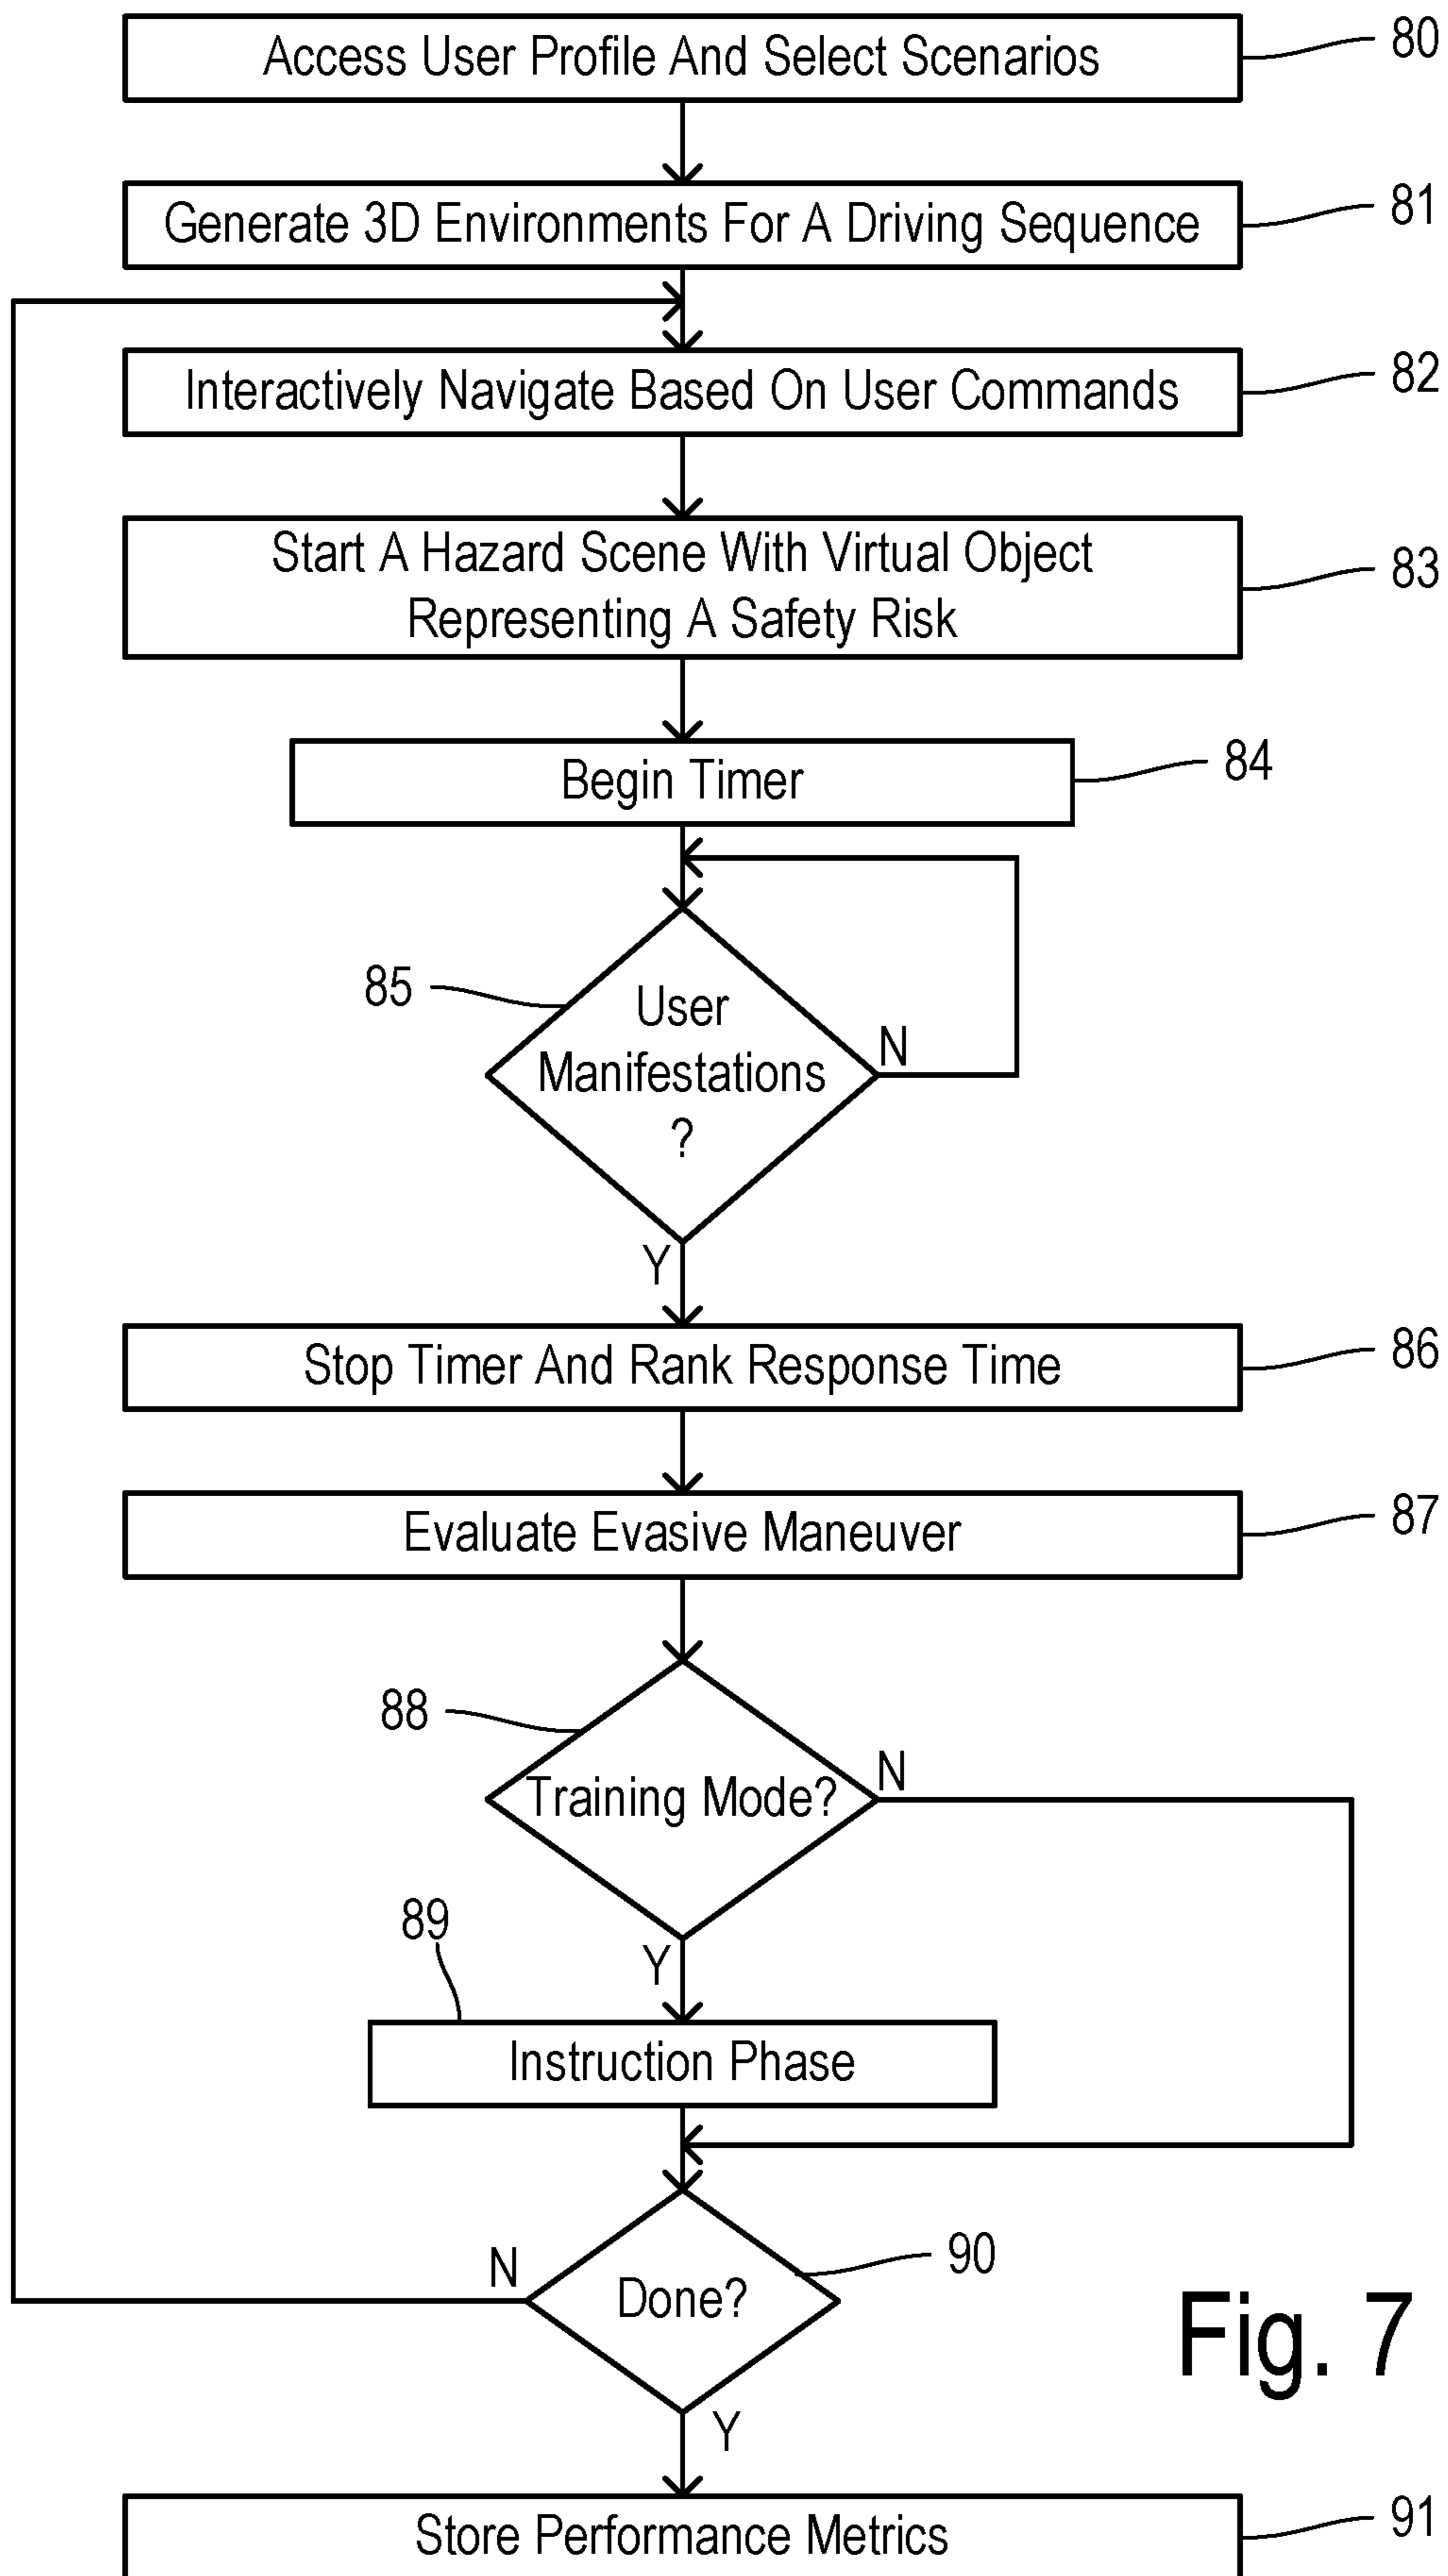 Access User Profile And Select Scenarios
80
Generate 3D Environments For A Driving Sequence
81
Interactively Navigate Based On User Commands
82
Start A Hazard Scene With Virtual Object
Representing A Safety Risk
83
Begin Timer
84
85
User
Manifestations
?
N
Y
Stop Timer And Rank Response Time
86
Evaluate Evasive Maneuver
87
88
Training Mode?
N
Y
89
Instruction Phase
N
Done?
90
Y
Fig. 7
Store Performance Metrics
91